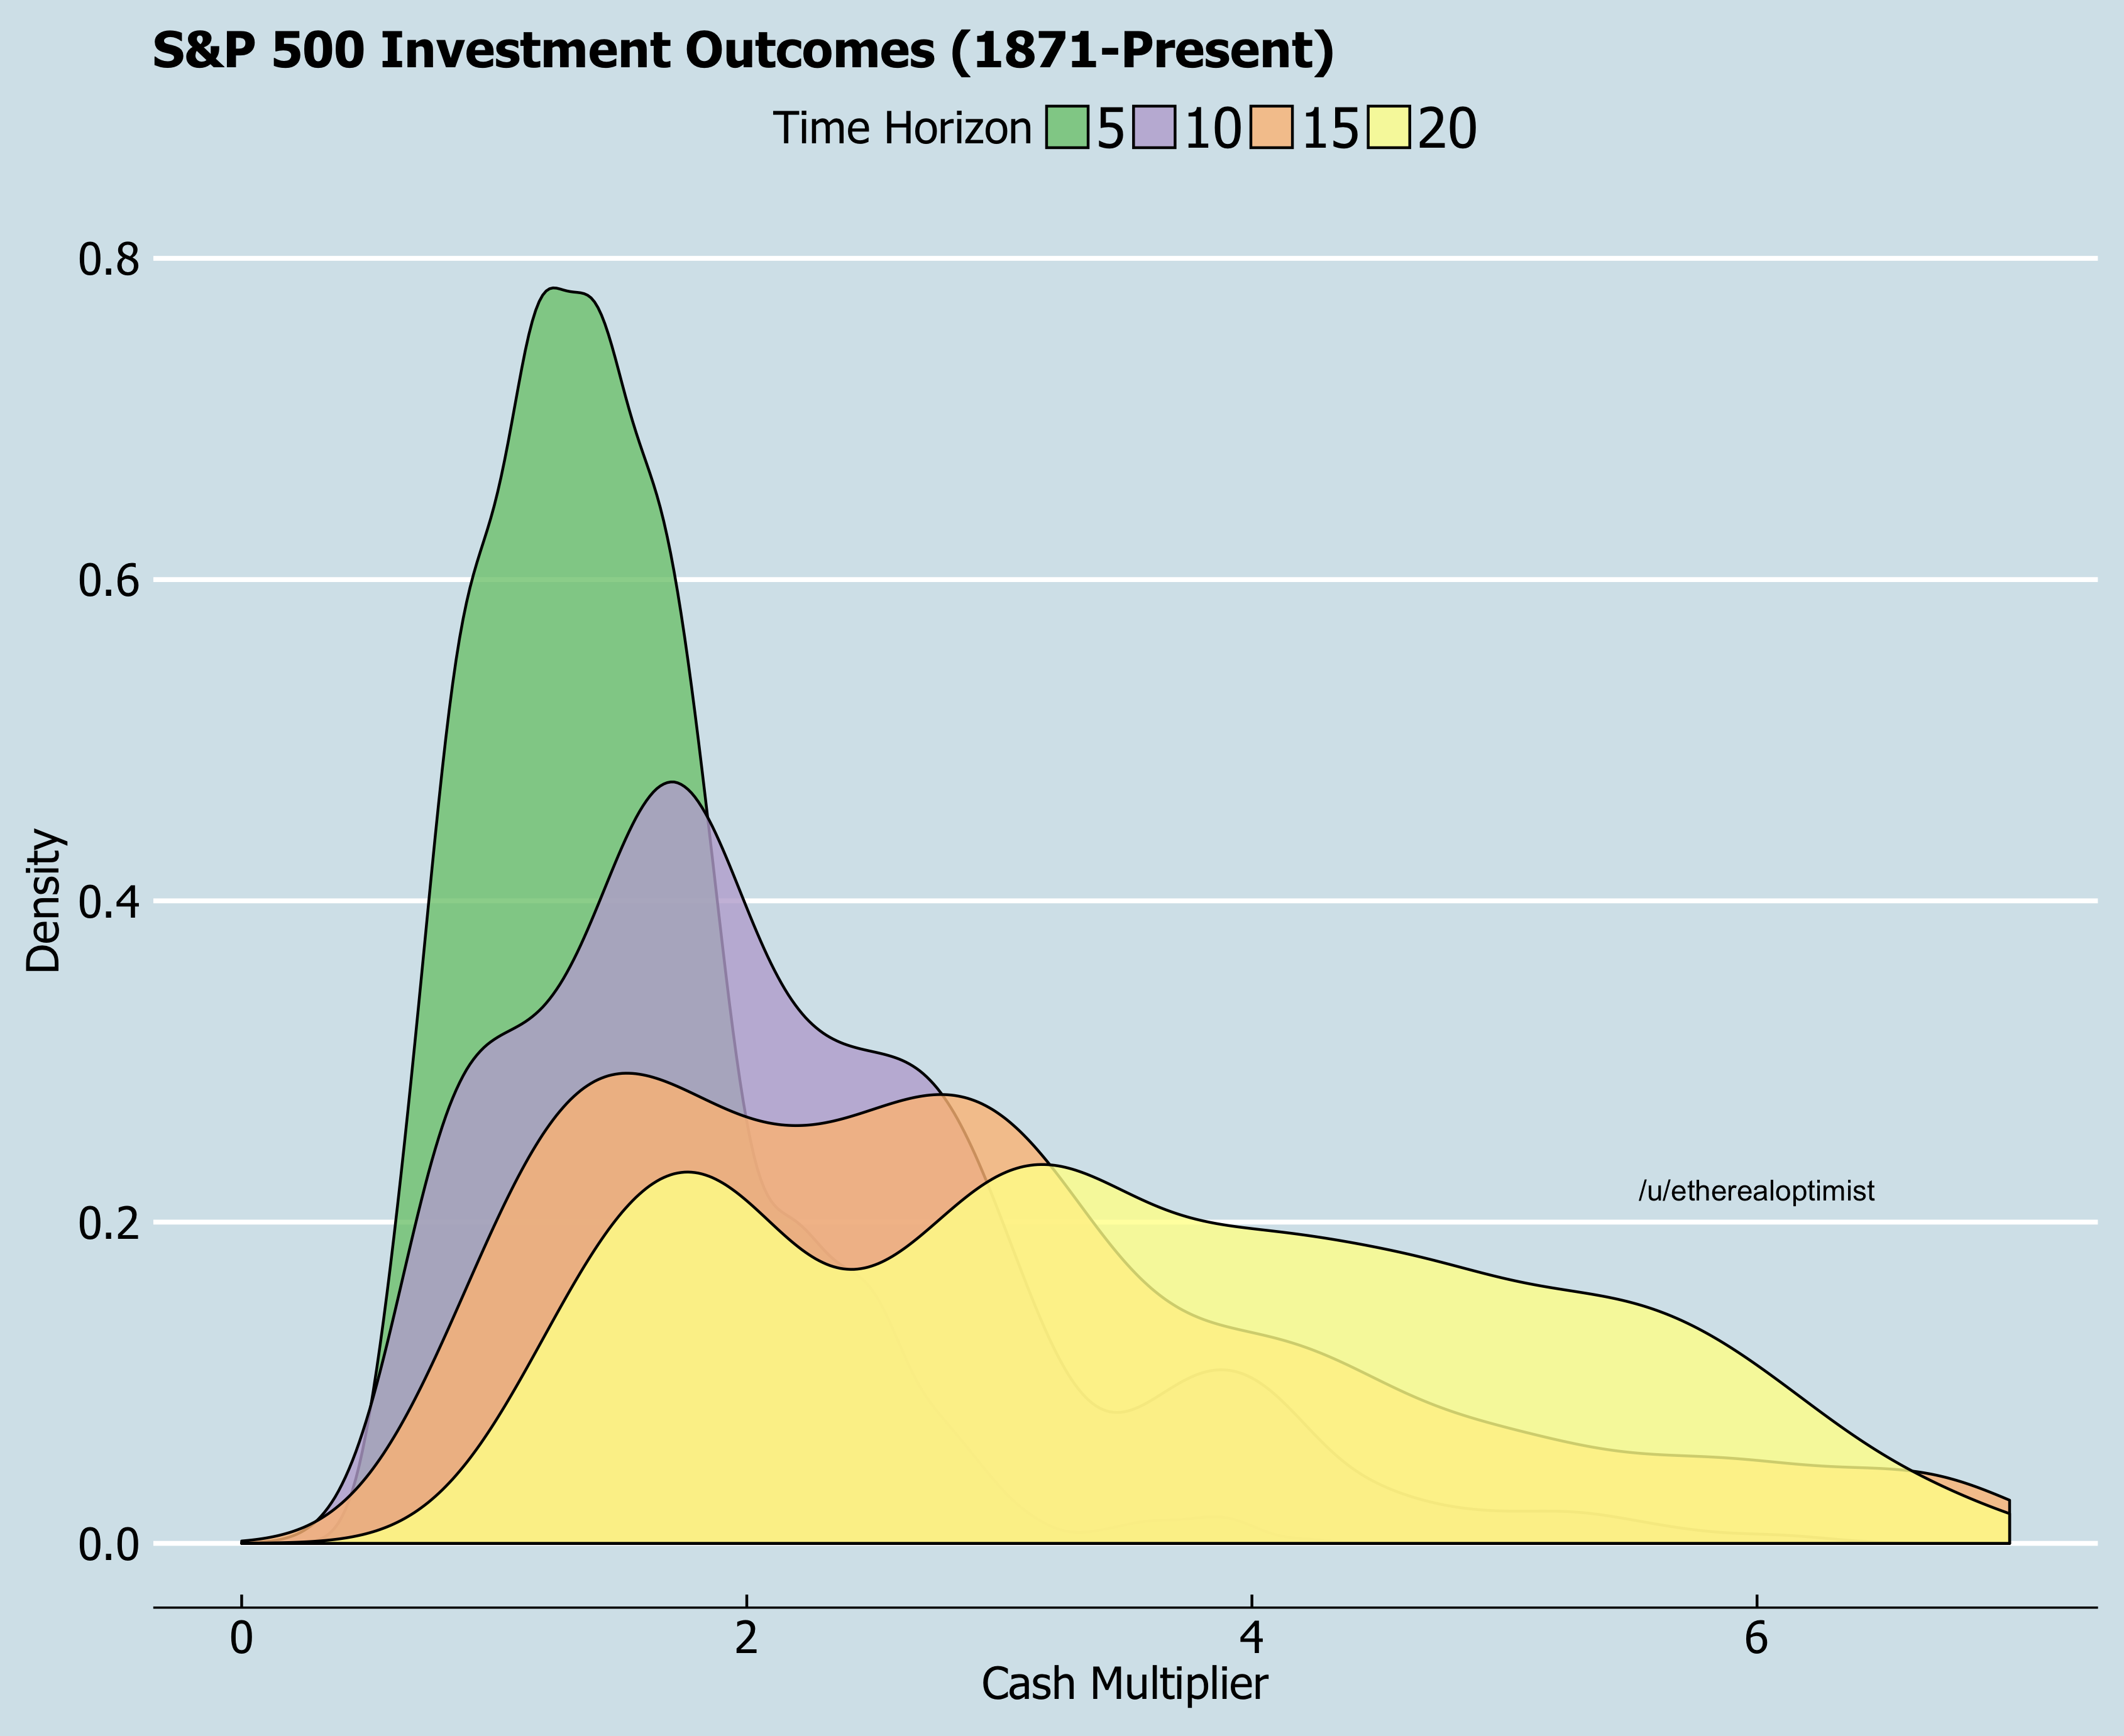 S&P 500 Investment Outcomes (1871-Present)
Time Horizon 5 10 15 20
0.8
0.6
0.4
0.2
0.0
Density
/u/etherealoptimist
0 2 4 6
Cash Multiplier